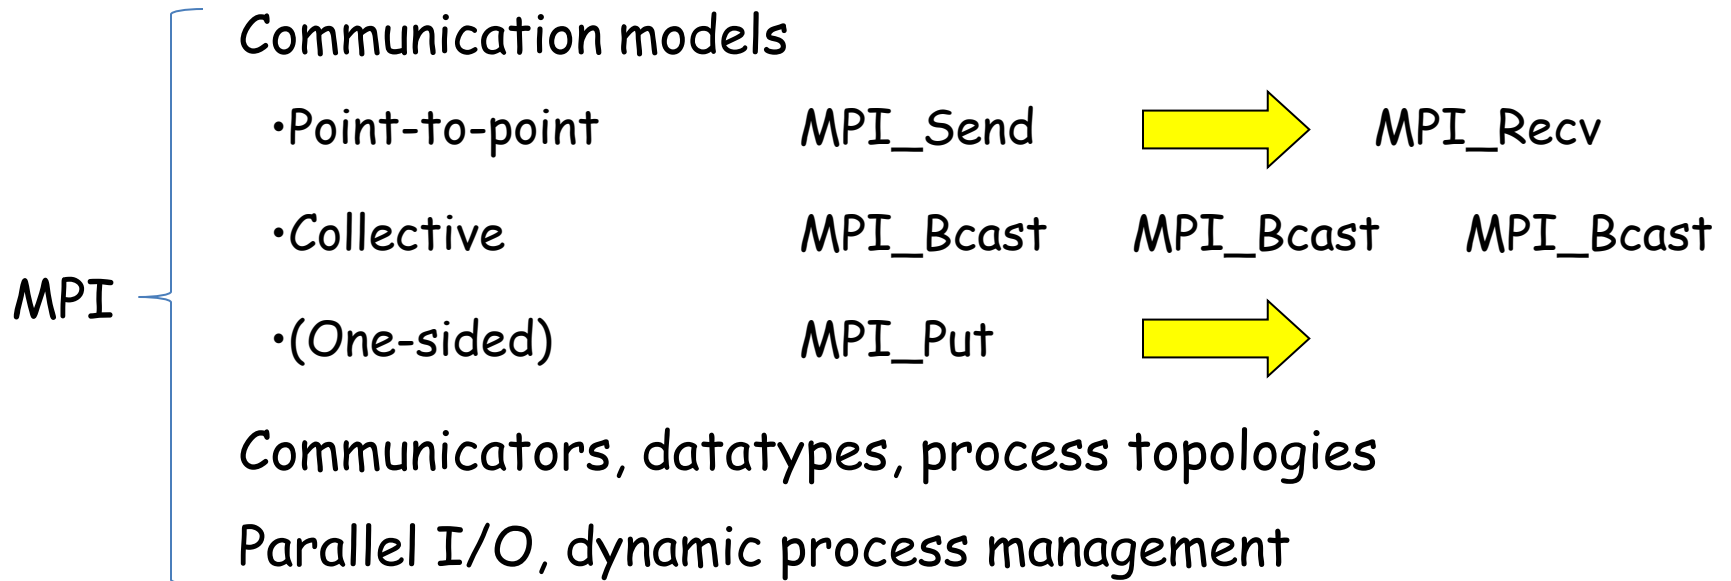 Communication models
•Point-to-point MPI_Send MPI_Recv
•Collective MPI_Bcast MPI_Bcast MPI_Bcast
MPI
•(One-sided) MPI_Put
Communicators, datatypes, process topologies
Parallel I/O, dynamic process management